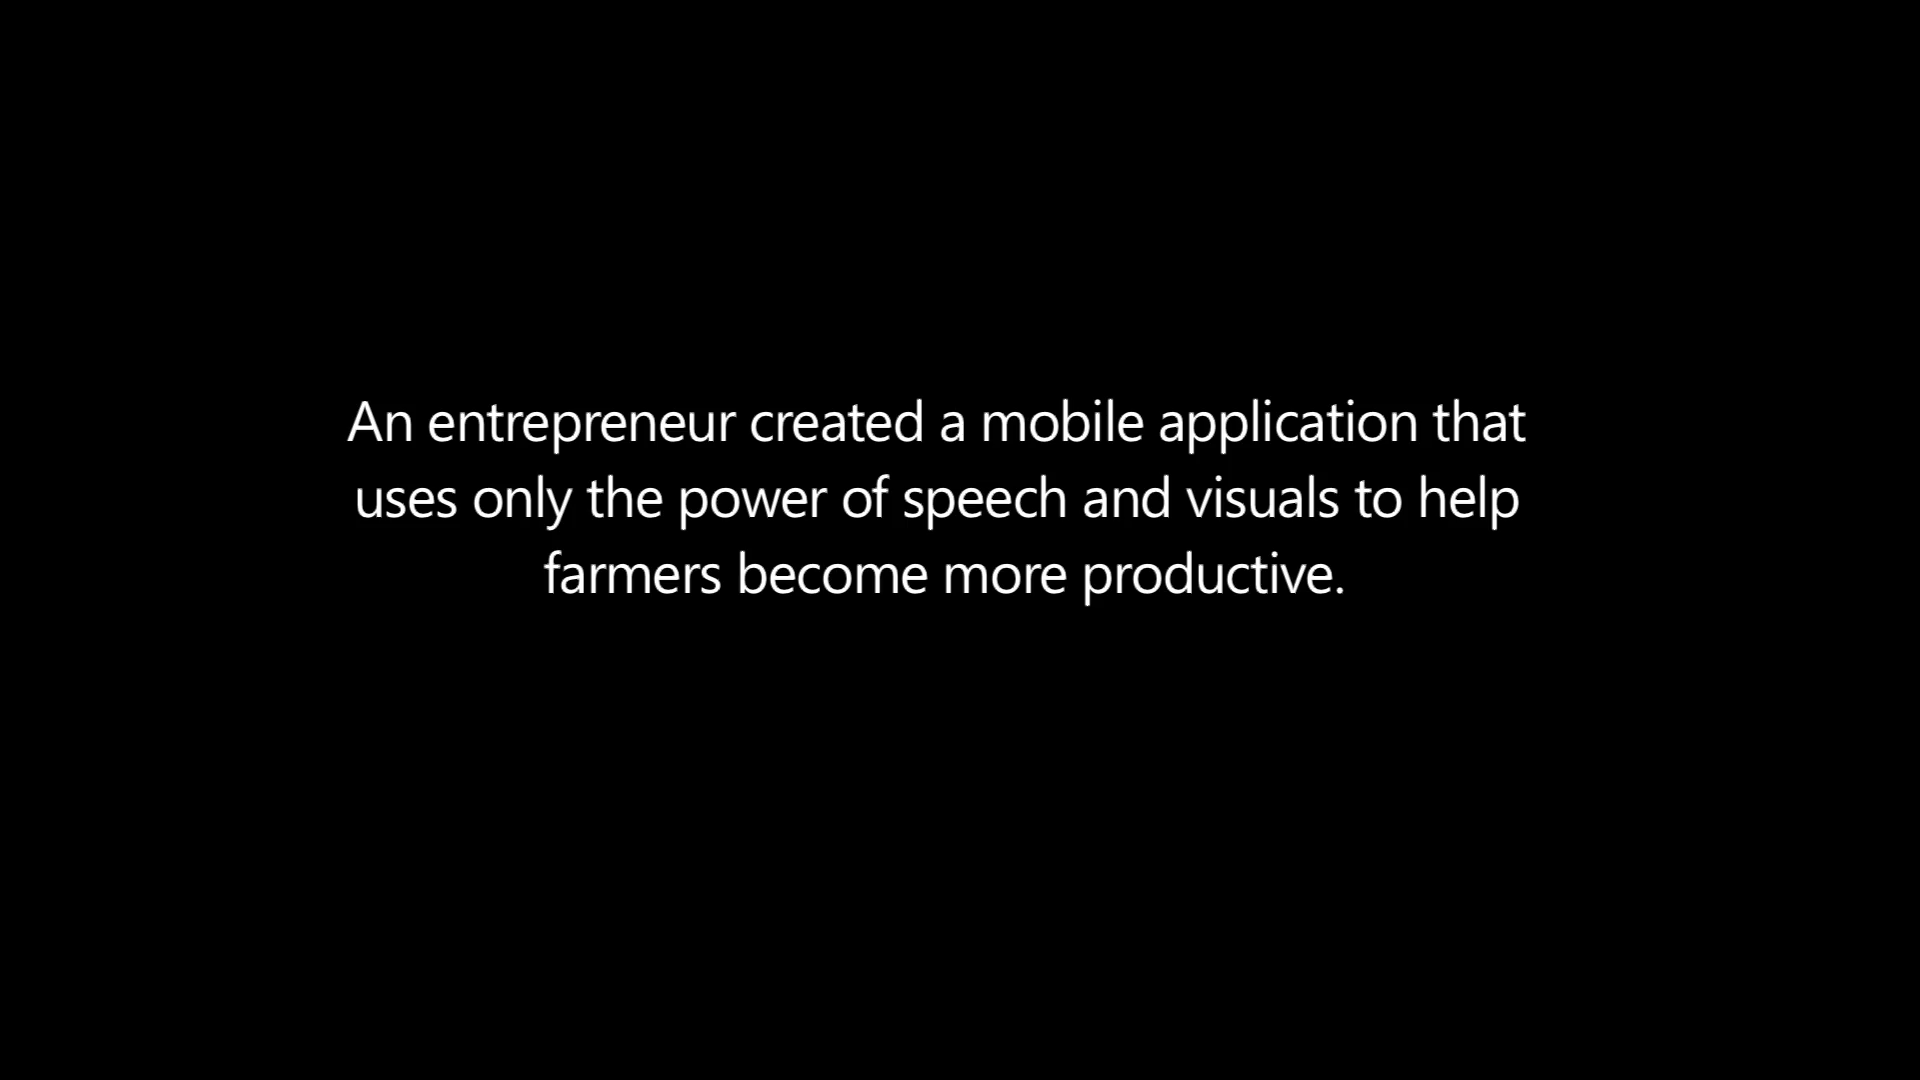 An entrepreneur created a mobile application that
uses only the power of speech and visuals to help
farmers become more productive.